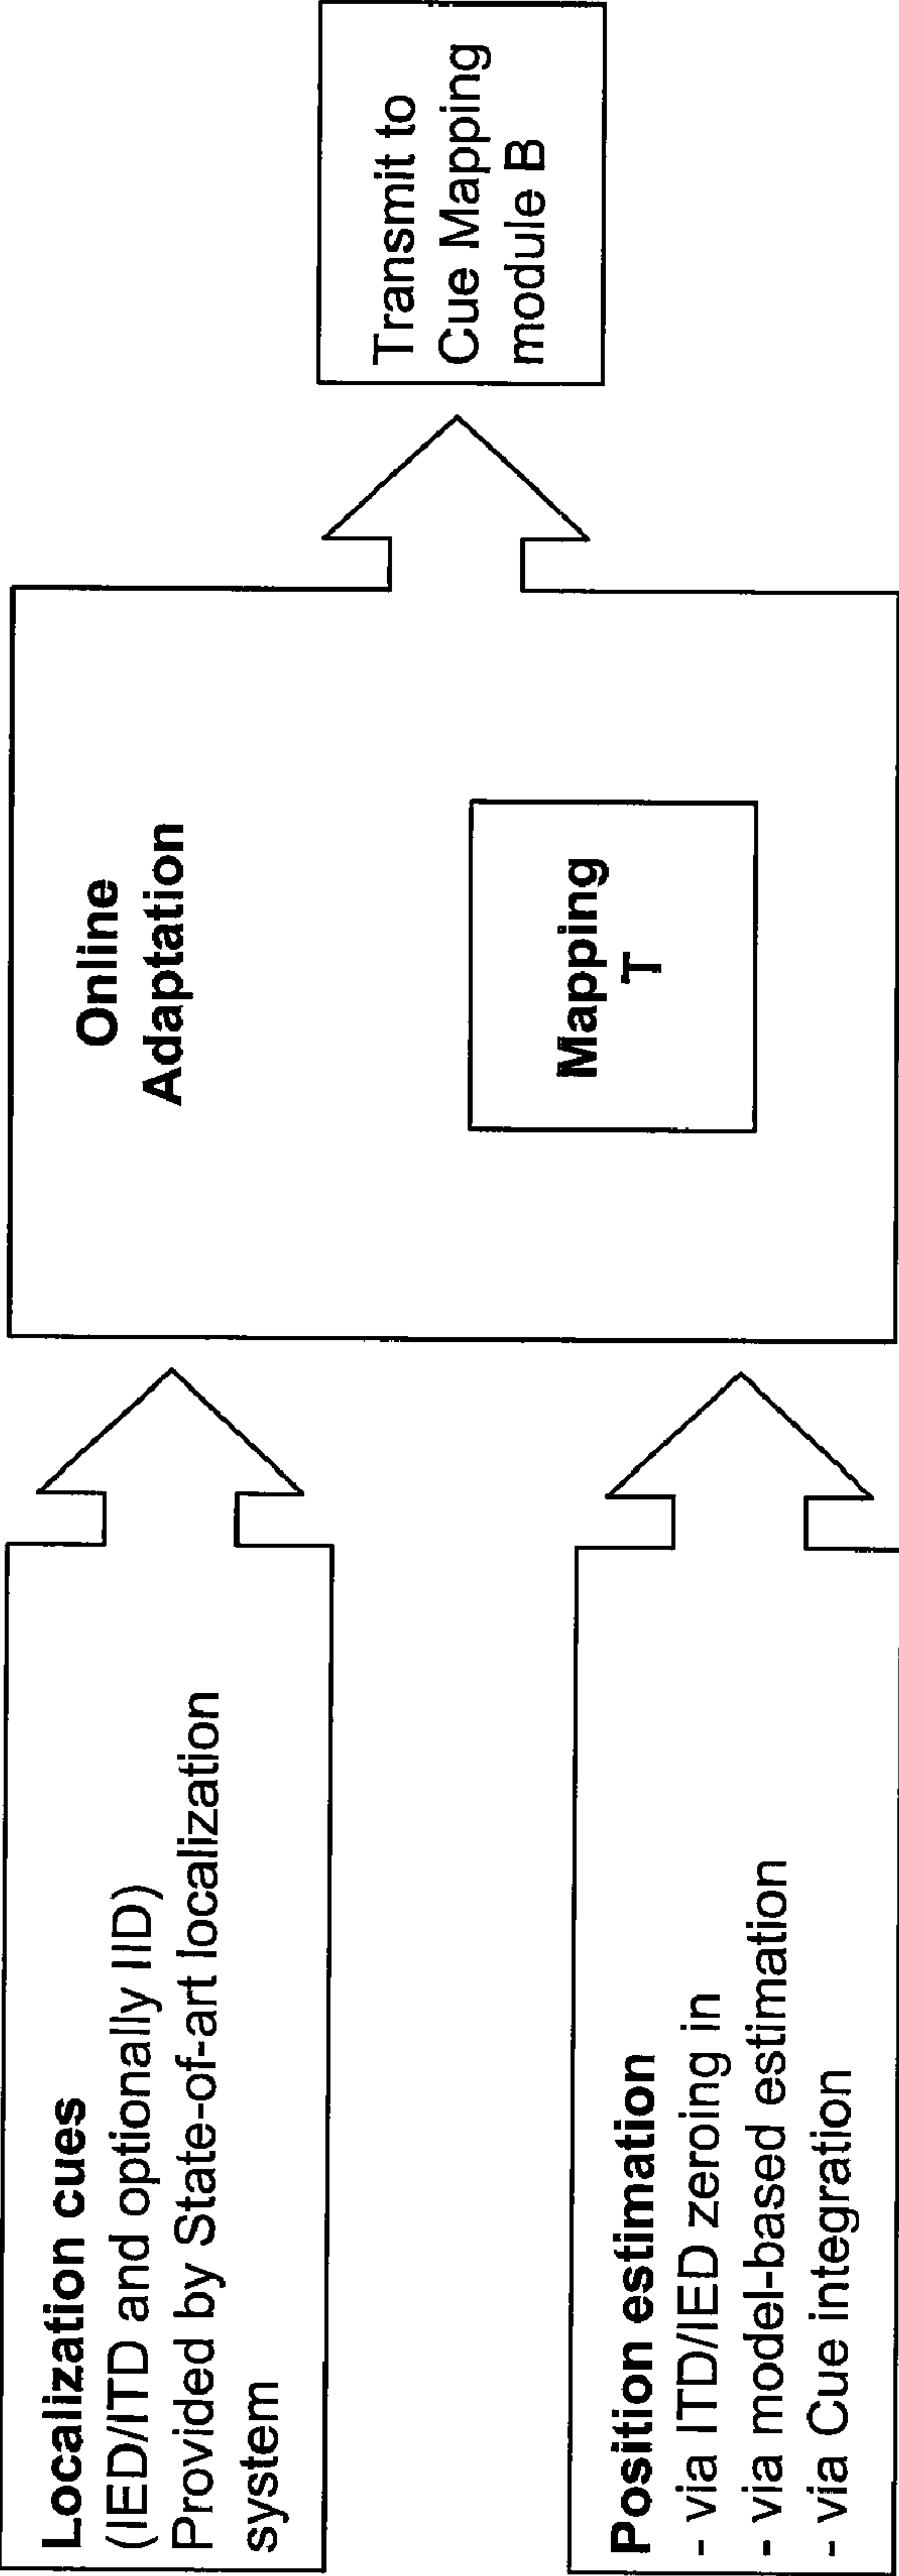 Localization cues
(IED/ITD and optionally IID)
Provided by State-of-art localization
system
Position estimation
- via ITD/IED zeroing in
- via model-based estimation
- via Cue integration
Online
Adaptation
Mapping
T
Transmit to
Cue Mapping
module B